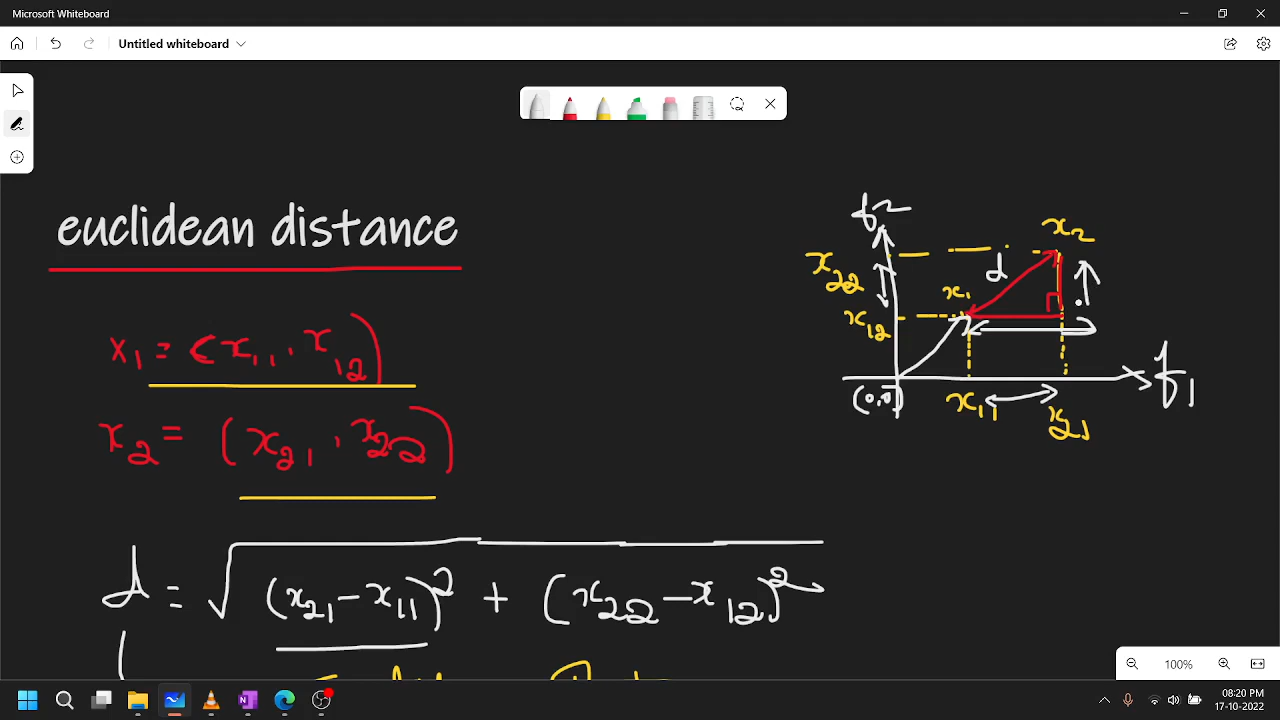 Microsoft Whiteboard
Untitled whiteboard
euclidean distance
x₁ = (x₁₁, x₁₂)
x₂ = (x₂₁, x₂₂)
d = √(x₂₁ - x₁₁)² + (x₂₂ - x₁₂)²
f2
x₂
x₂₂
d
x₁
x₁₂
f1
(0,0)
x₁₁
x₂₁
100%
08:20 PM
17-10-2022